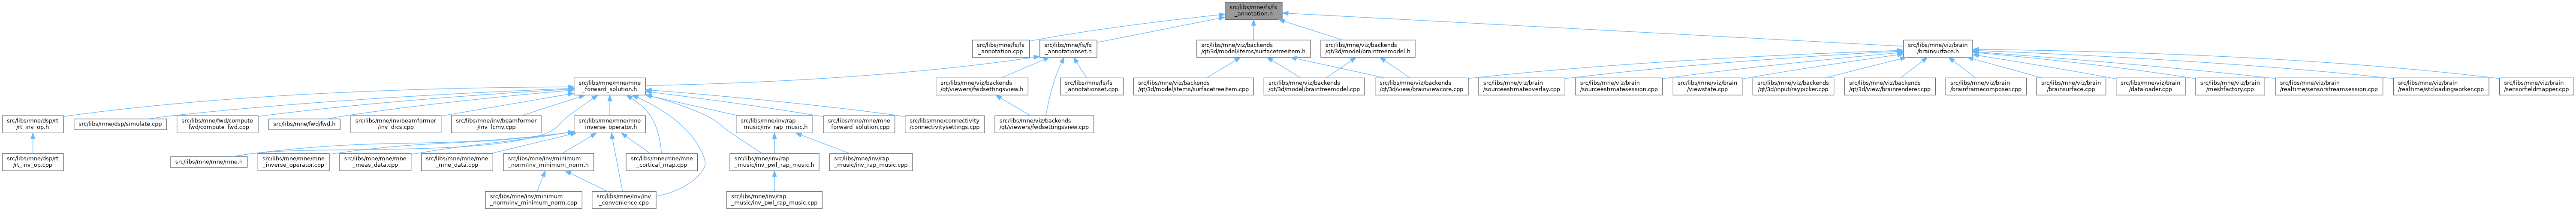 src/libs/mne/fs/fs
_annotation.h
src/libs/mne/fs/fs
_annotation.cpp
src/libs/mne/fs/fs
_annotationset.h
src/libs/mne/viz/backends
/qt/3d/model/items/surfacetreeitem.h
src/libs/mne/viz/backends
/qt/3d/model/braintreemodel.h
src/libs/mne/viz/brain
/brainsurface.h
src/libs/mne/mne/mne
_forward_solution.h
src/libs/mne/viz/backends
/qt/viewers/fwdsettingsview.h
src/libs/mne/fs/fs
_annotationset.cpp
src/libs/mne/viz/backends
/qt/3d/model/items/surfacetreeitem.cpp
src/libs/mne/viz/backends
/qt/3d/model/braintreemodel.cpp
src/libs/mne/viz/backends
/qt/3d/view/brainviewcore.cpp
src/libs/mne/viz/brain
/sourceestimateoverlay.cpp
src/libs/mne/viz/brain
/sourceestimatesession.cpp
src/libs/mne/viz/brain
/viewstate.cpp
src/libs/mne/viz/backends
/qt/3d/input/raypicker.cpp
src/libs/mne/viz/backends
/qt/3d/view/brainrenderer.cpp
src/libs/mne/viz/brain
/brainframecomposer.cpp
src/libs/mne/viz/brain
/brainsurface.cpp
src/libs/mne/viz/brain
/dataloader.cpp
src/libs/mne/viz/brain
/meshfactory.cpp
src/libs/mne/viz/brain
/realtime/sensorstreamsession.cpp
src/libs/mne/viz/brain
/realtime/stcloadingworker.cpp
src/libs/mne/viz/brain
/sensorfieldmapper.cpp
src/libs/mne/dsp/rt
/rt_inv_op.h
src/libs/mne/dsp/simulate.cpp
src/libs/mne/fwd/compute
_fwd/compute_fwd.cpp
src/libs/mne/fwd/fwd.h
src/libs/mne/inv/beamformer
/inv_dics.cpp
src/libs/mne/inv/beamformer
/inv_lcmv.cpp
src/libs/mne/mne/mne
_inverse_operator.h
src/libs/mne/inv/rap
_music/inv_rap_music.h
src/libs/mne/mne/mne
_forward_solution.cpp
src/libs/mne/connectivity
/connectivitysettings.cpp
src/libs/mne/viz/backends
/qt/viewers/fwdsettingsview.cpp
src/libs/mne/dsp/rt
/rt_inv_op.cpp
src/libs/mne/mne/mne.h
src/libs/mne/mne/mne
_inverse_operator.cpp
src/libs/mne/mne/mne
_meas_data.cpp
src/libs/mne/mne/mne
_mne_data.cpp
src/libs/mne/inv/minimum
_norm/inv_minimum_norm.h
src/libs/mne/mne/mne
_cortical_map.cpp
src/libs/mne/inv/rap
_music/inv_pwl_rap_music.h
src/libs/mne/inv/rap
_music/inv_rap_music.cpp
src/libs/mne/inv/minimum
_norm/inv_minimum_norm.cpp
src/libs/mne/inv/inv
_convenience.cpp
src/libs/mne/inv/rap
_music/inv_pwl_rap_music.cpp